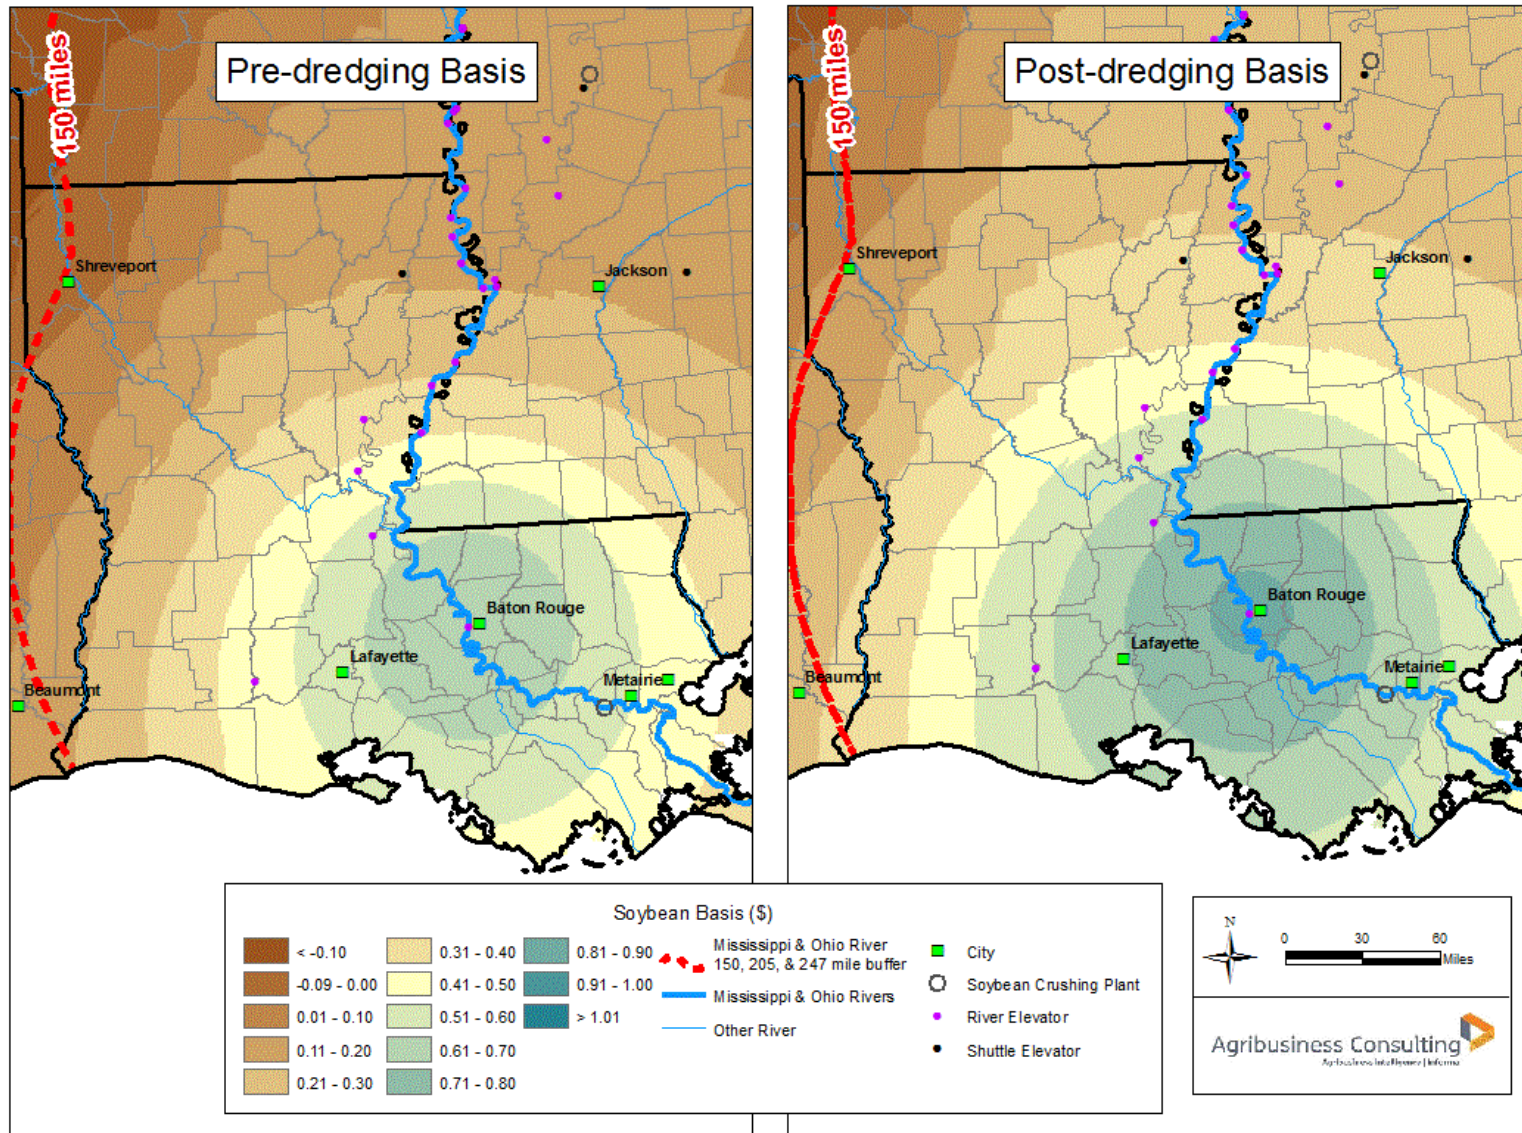 Pre-dredging Basis
150 miles
Shreveport
Jackson
Baton Rouge
Lafayette
Metairie
Beaumont
Post-dredging Basis
150 miles
Shreveport
Jackson
Baton Rouge
Lafayette
Metairie
Beaumont
Soybean Basis ($)
< -0.10
-0.09 - 0.00
0.01 - 0.10
0.11 - 0.20
0.21 - 0.30
0.31 - 0.40
0.41 - 0.50
0.51 - 0.60
0.61 - 0.70
0.71 - 0.80
0.81 - 0.90
0.91 - 1.00
> 1.01
Mississippi & Ohio River
150, 205, & 247 mile buffer
Mississippi & Ohio Rivers
Other River
City
Soybean Crushing Plant
River Elevator
Shuttle Elevator
N
0 30 60
Miles
Agribusiness Consulting
Agribusiness Intelligence | Informa